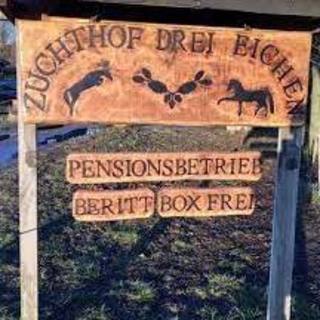 ZUCHTHOF DREI EICHEN
PENSIONSBETRIEB
BERITT BOX FREI